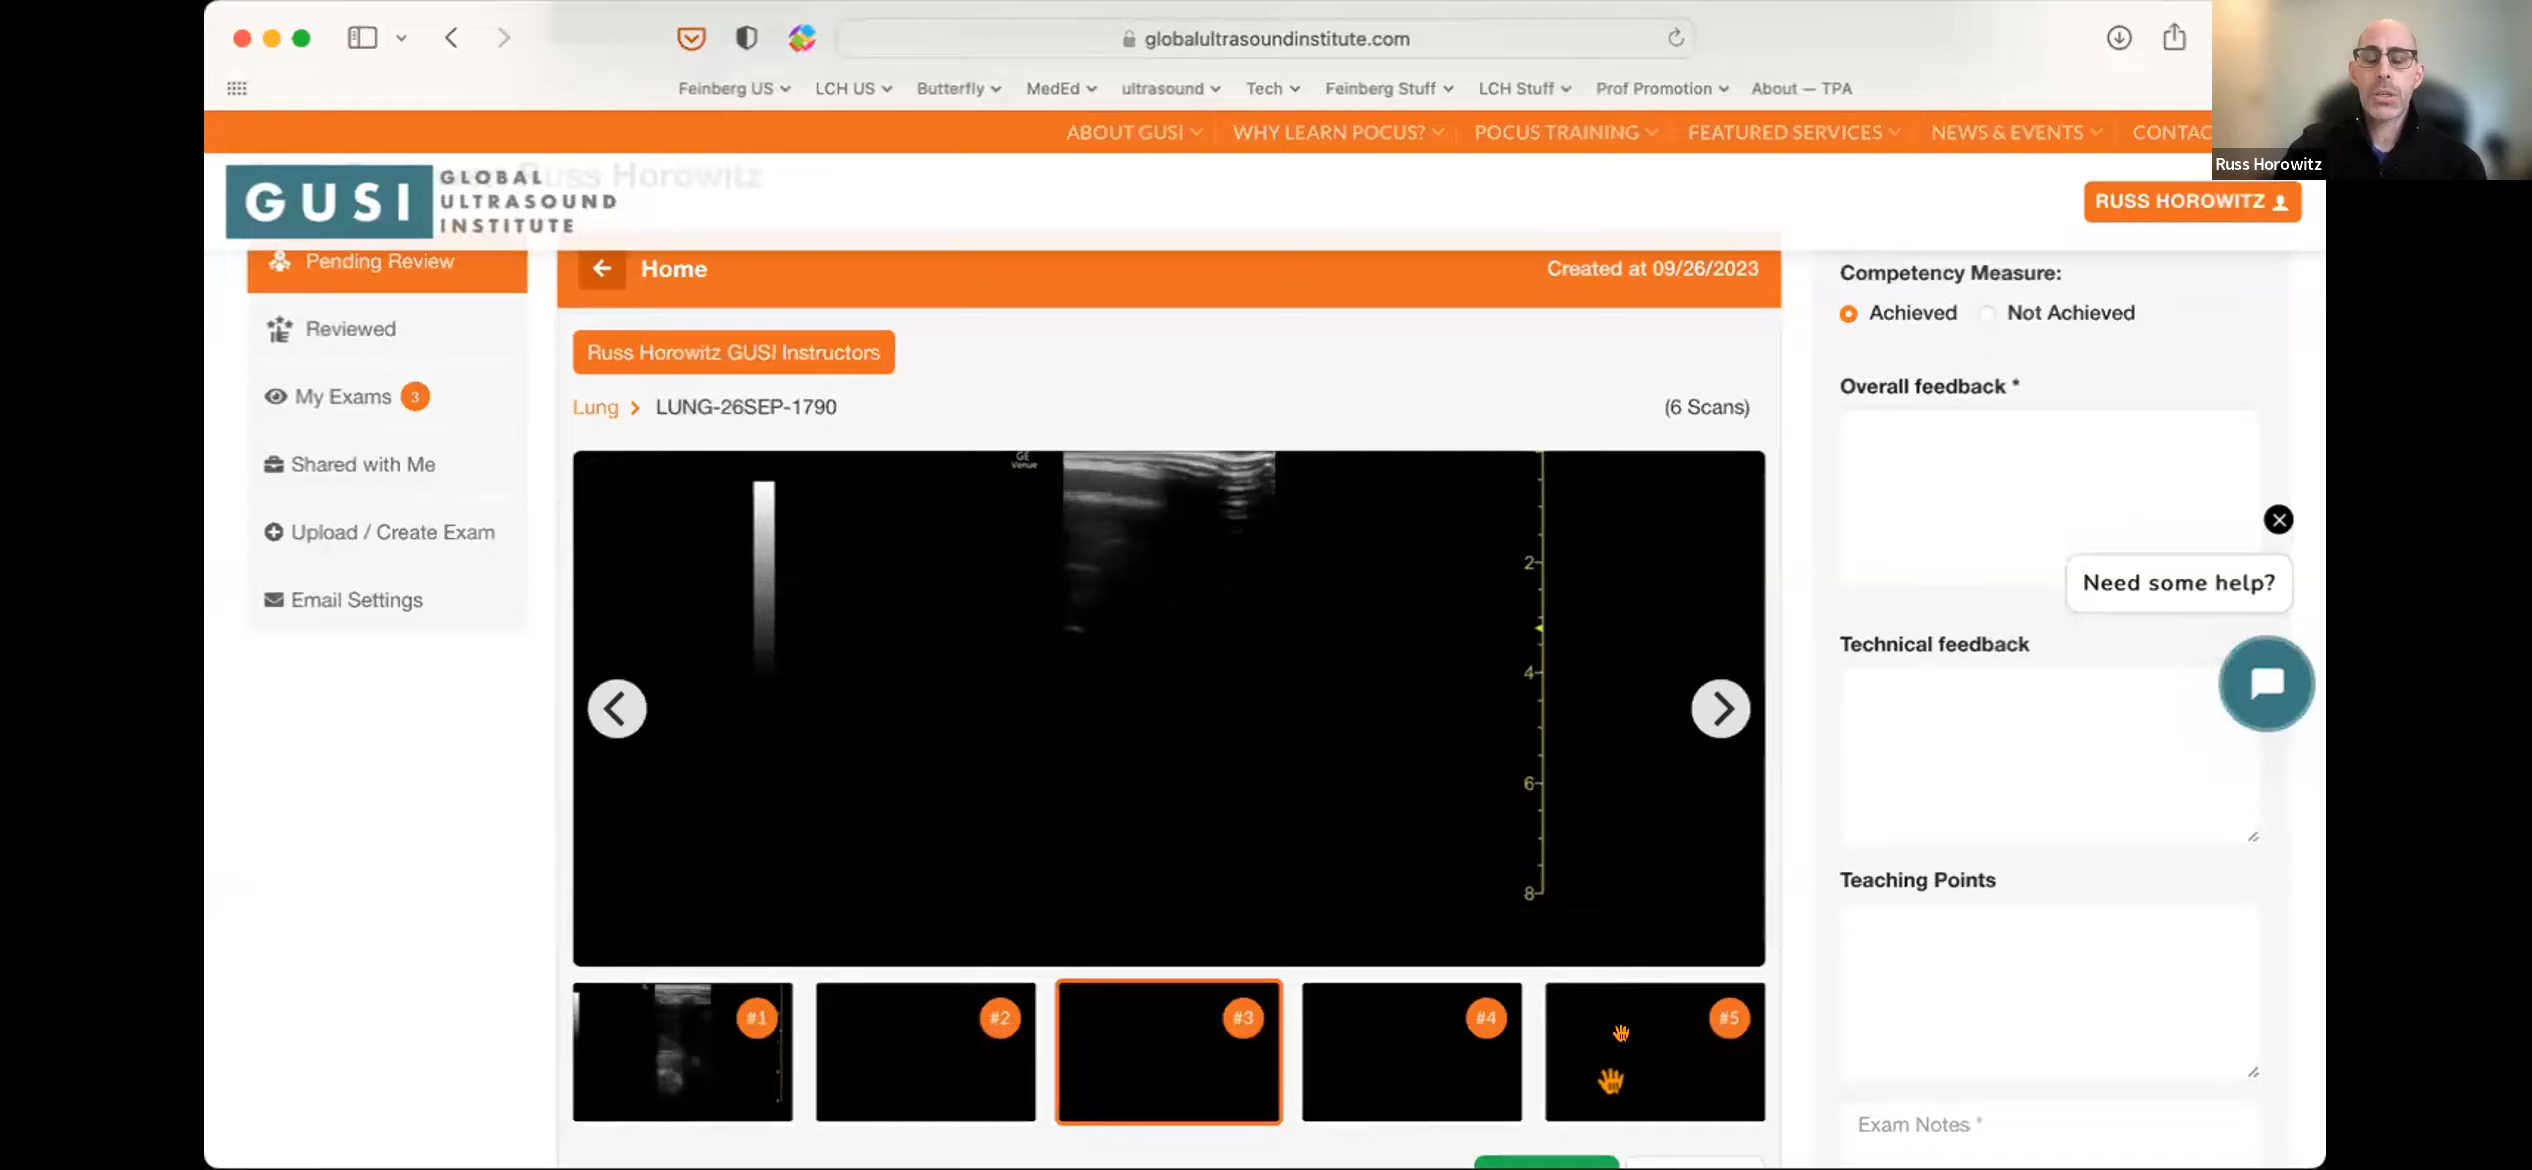 globalultrasoundinstitute.com
Feinberg US LCH US Butterfly MedEd ultrasound Tech Feinberg Stuff LCH Stuff Prof Promotion About — TPA
ABOUT GUSI WHY LEARN POCUS? POCUS TRAINING FEATURED SERVICES NEWS & EVENTS CONTAC
Russ Horowitz
Russ Horowitz
GUSI
GLOBAL
ULTRASOUND
INSTITUTE
RUSS HOROWITZ
Pending Review
Reviewed
My Exams 3
Shared with Me
Upload / Create Exam
Email Settings
Home Created at 09/26/2023
Russ Horowitz GUSI Instructors
Lung > LUNG-26SEP-1790 (6 Scans)
GE
Venue
2
4
6
8
#1 #2 #3 #4 #5
Competency Measure:
Achieved Not Achieved
Overall feedback *
Need some help?
Technical feedback
Teaching Points
Exam Notes *